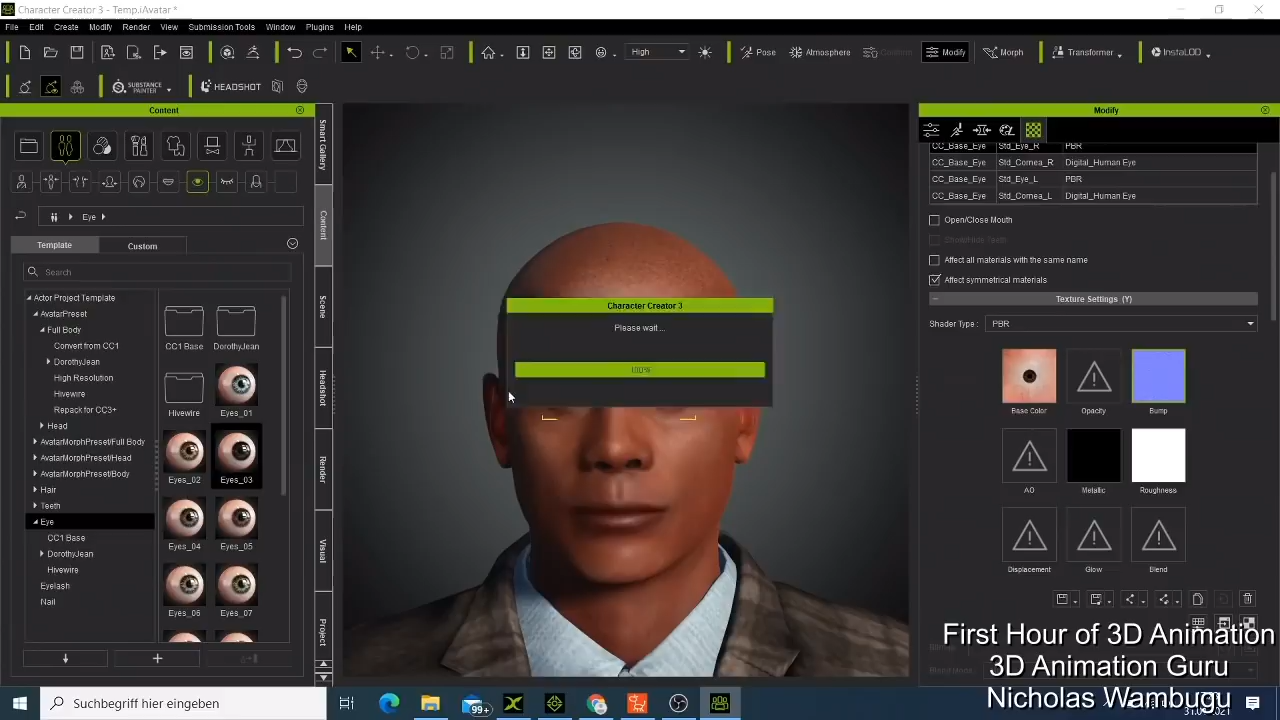 Character Creator 3 - Temp.iAvatar *
File Edit Create Modify Render View Submission Tools Window Plugins Help
High Pose Atmosphere Modify Morph Transformer InstaLOD
SUBSTANCE PAINTER HEADSHOT
Content
Smart Gallery
Content
Scene
Headshot
Render
Visual
Project
Eye
Template Custom
Search
Actor Project Template
AvatarPreset
Full Body
Convert from CC1
DorothyJean
High Resolution
Hivewire
Head
AvatarMorphPreset/Full Body
AvatarMorphPreset/Head
AvatarMorphPreset/Body
Hair
Teeth
Eye
CC1 Base
DorothyJean
Hivewire
Eyelash
Nail
CC1 Base DorothyJean
Hivewire Eyes_01
Eyes_02 Eyes_03
Eyes_04 Eyes_05
Eyes_06 Eyes_07
Character Creator 3
Please wait ...
100%
Modify
CC_Base_Eye Std_Eye_R PBR
CC_Base_Eye Std_Cornea_R Digital_Human Eye
CC_Base_Eye Std_Eye_L PBR
CC_Base_Eye Std_Cornea_L Digital_Human Eye
Open/Close Mouth
Affect all materials with the same name
Affect symmetrical materials
Texture Settings (Y)
Shader Type : PBR
Base Color Opacity Bump
AO Metallic Roughness
Displacement Glow Blend
First Hour of 3D Animation
3D Animation Guru
Nicholas Wambugu
Suchbegriff hier eingeben
99+